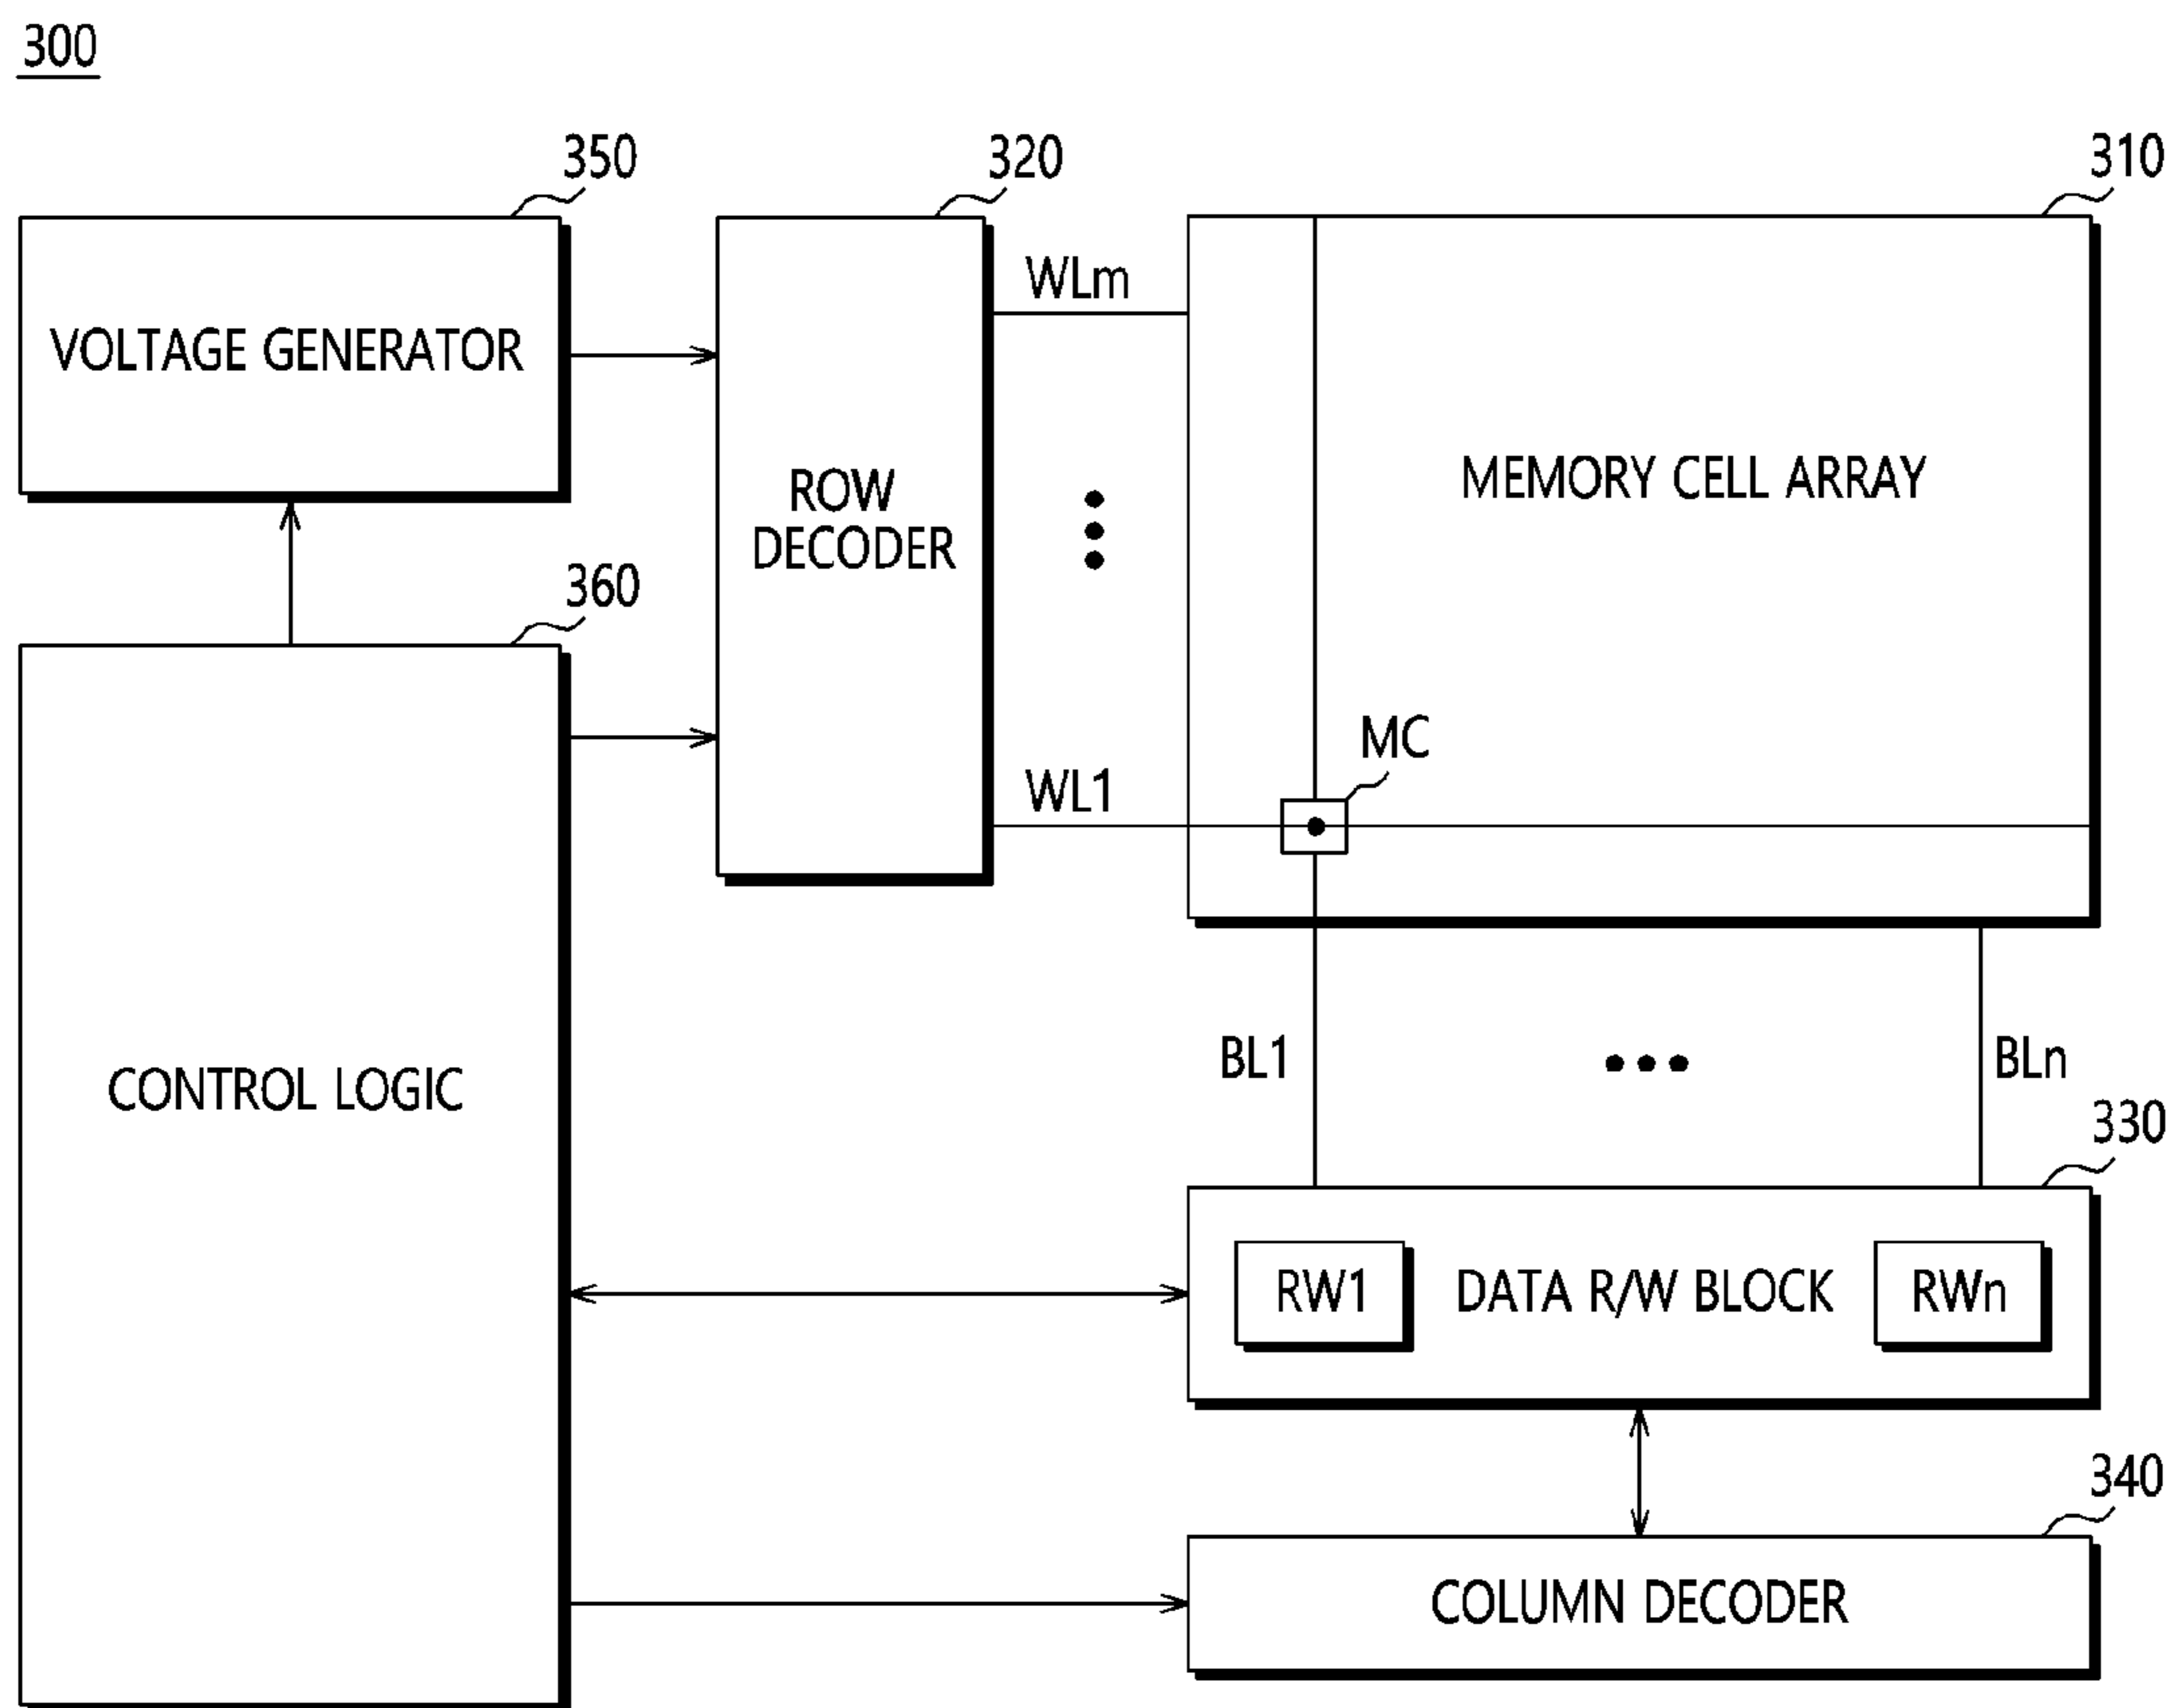 300
350
320
310
VOLTAGE GENERATOR
WLm
ROW
DECODER
MEMORY CELL ARRAY
360
MC
WL1
CONTROL LOGIC
BL1
BLn
330
RW1
DATA R/W BLOCK
RWn
340
COLUMN DECODER